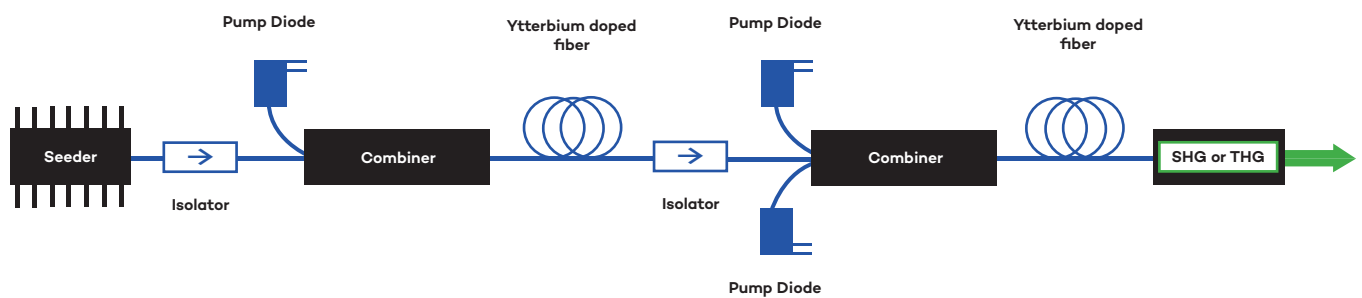 Pump Diode
Ytterbium doped
fiber
Pump Diode
Ytterbium doped
fiber
Seeder
Combiner
Combiner
SHG or THG
Isolator
Isolator
Pump Diode